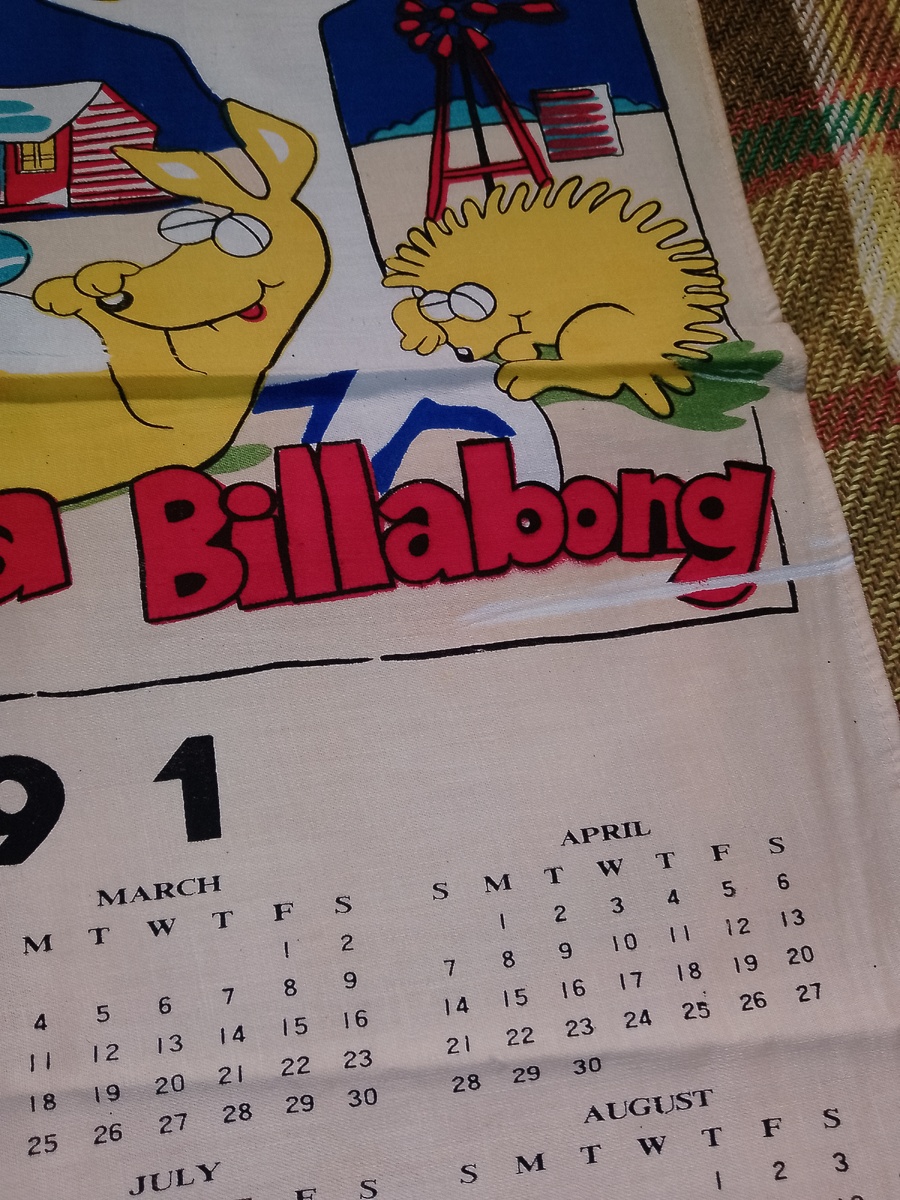 a Billabong
91
MARCH
M T W T F S
1 2
4 5 6 7 8 9
11 12 13 14 15 16
18 19 20 21 22 23
25 26 27 28 29 30
APRIL
S M T W T F S
1 2 3 4 5 6
7 8 9 10 11 12 13
14 15 16 17 18 19 20
21 22 23 24 25 26 27
28 29 30
JULY
F S
AUGUST
S M T W T F S
1 2 3